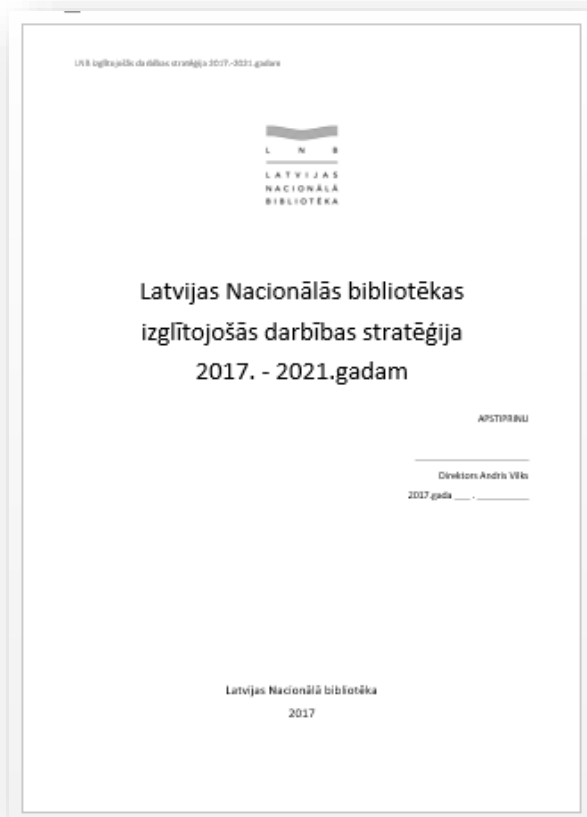 LNB izglītojošās darbības stratēģija 2017.-2021.gadam
L N B
LATVIJAS
NACIONĀLĀ
BIBLIOTĒKA
Latvijas Nacionālās bibliotēkas
izglītojošās darbības stratēģija
2017. - 2021.gadam
APSTIPRINU
Direktors Andris Vilks
2017.gada ___ . __________
Latvijas Nacionālā bibliotēka
2017